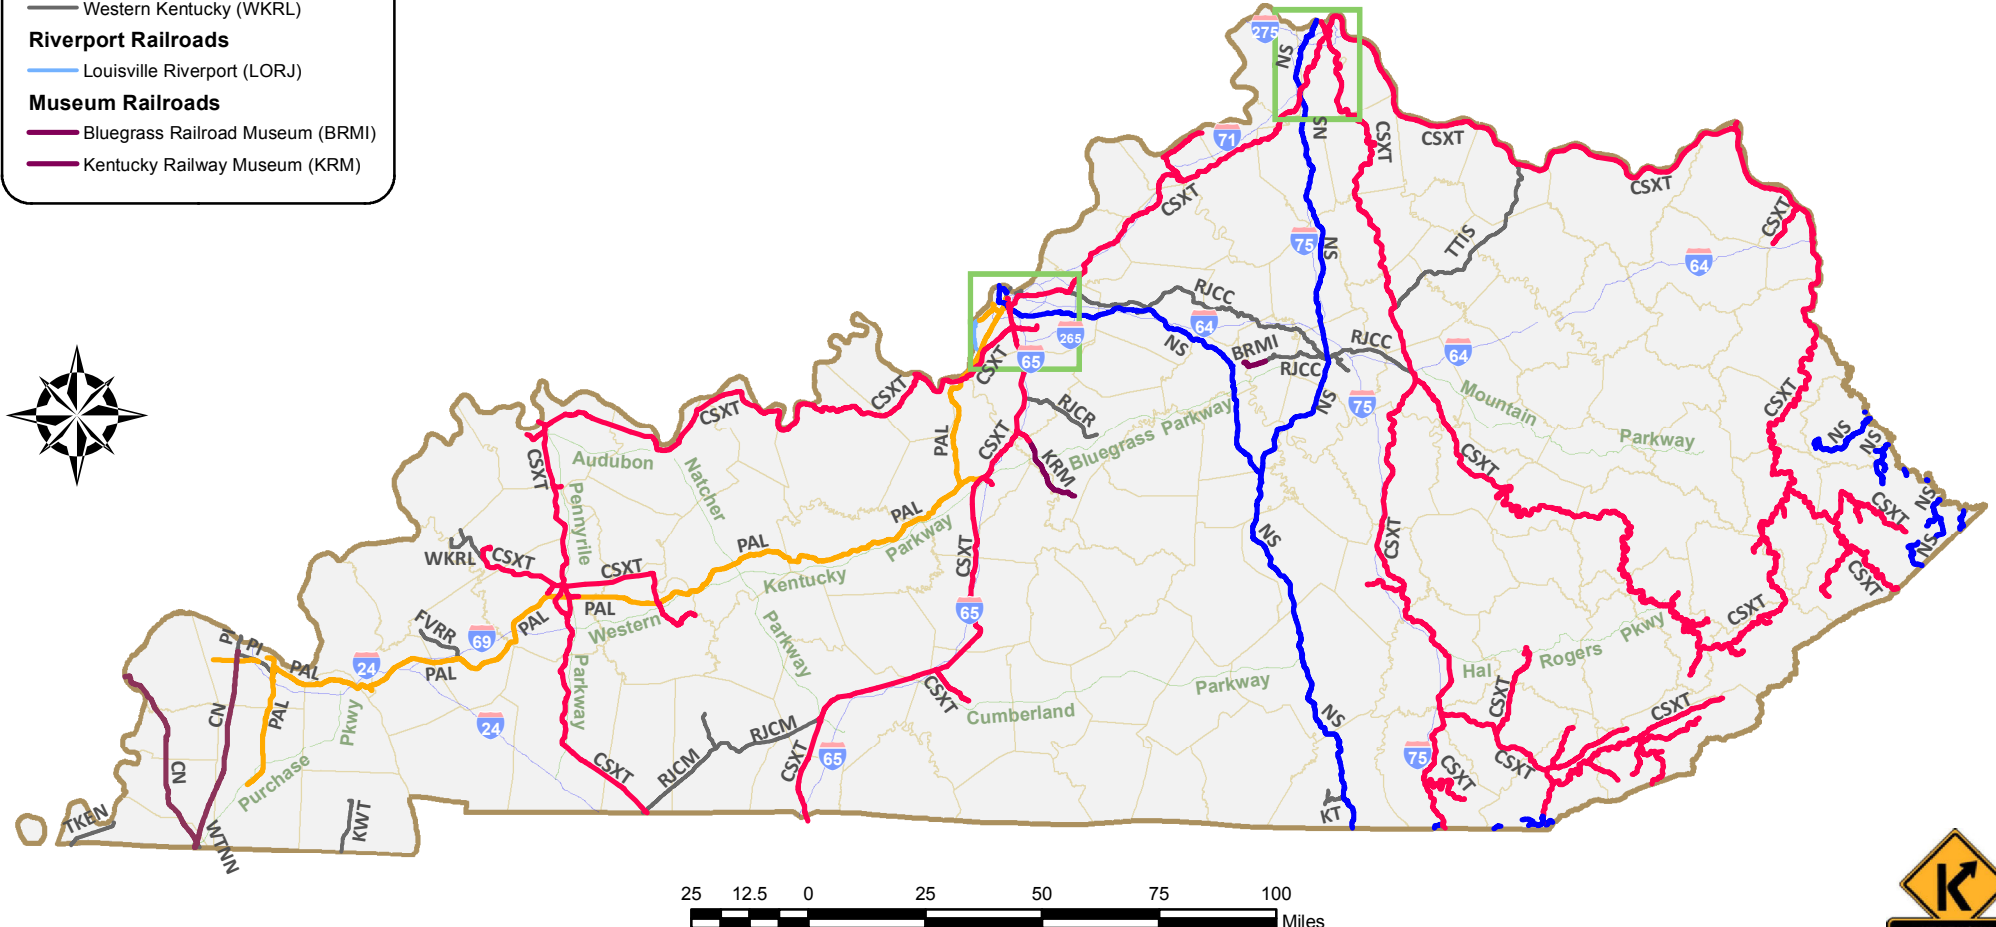 Western Kentucky (WKRL)
Riverport Railroads
Louisville Riverport (LORJ)
Museum Railroads
Bluegrass Railroad Museum (BRMI)
Kentucky Railway Museum (KRM)
275
NS
NS
CSXT
CSXT
71
CSXT
CSXT
CSXT
TTIS
75
NS
64
RJCC
64
265
NS
BRMI
RJCC
RJCC
64
65
CSXT
CSXT
CSXT
75
NS
Mountain
Parkway
CSXT
NS
NS
RJCR
Bluegrass Parkway
KRM
CSXT
PAL
CSXT
Audubon
Natcher
Pennyrile
CSXT
CSXT
NS
CSXT
NS
CSXT
PAL
PAL
Parkway
Kentucky
CSXT
CSXT
NS
WKRL
CSXT
CSXT
PAL
Western
PAL
Parkway
65
CSXT
Hal Rogers Pkwy
FVRR
69
PI
PAL
24
PAL
CN
PAL
Pkwy
Parkway
24
CSXT
Cumberland
Parkway
NS
CSXT
CSXT
RJCM
RJCM
CSXT
65
75
CSXT
CSXT
CN
Purchase
CSXT
KT
TKEN
WTNN
KWT
25 12.5 0 25 50 75 100
Miles
K